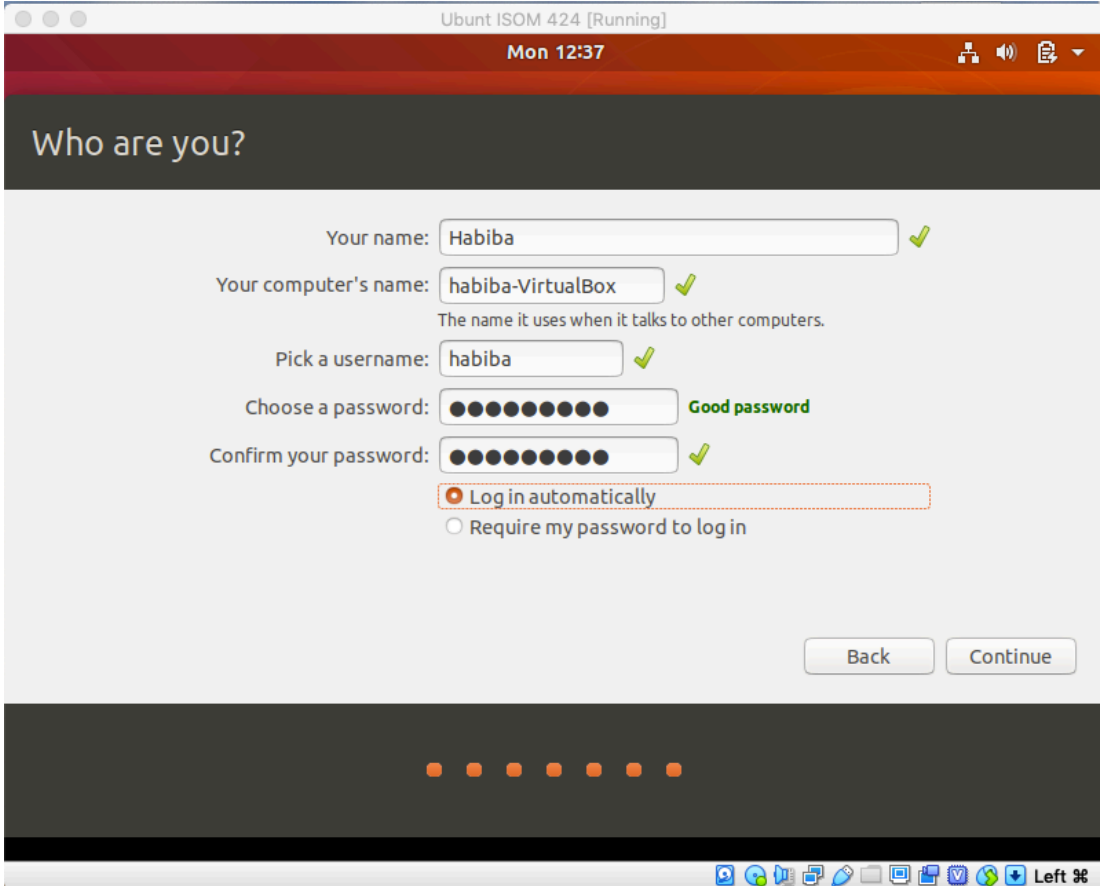 Ubunt ISOM 424 [Running]
Mon 12:37
Who are you?
Your name: Habiba
Your computer's name: habiba-VirtualBox
The name it uses when it talks to other computers.
Pick a username: habiba
Choose a password: ●●●●●●●●● Good password
Confirm your password: ●●●●●●●●●
Log in automatically
Require my password to log in
Back Continue
Left ⌘